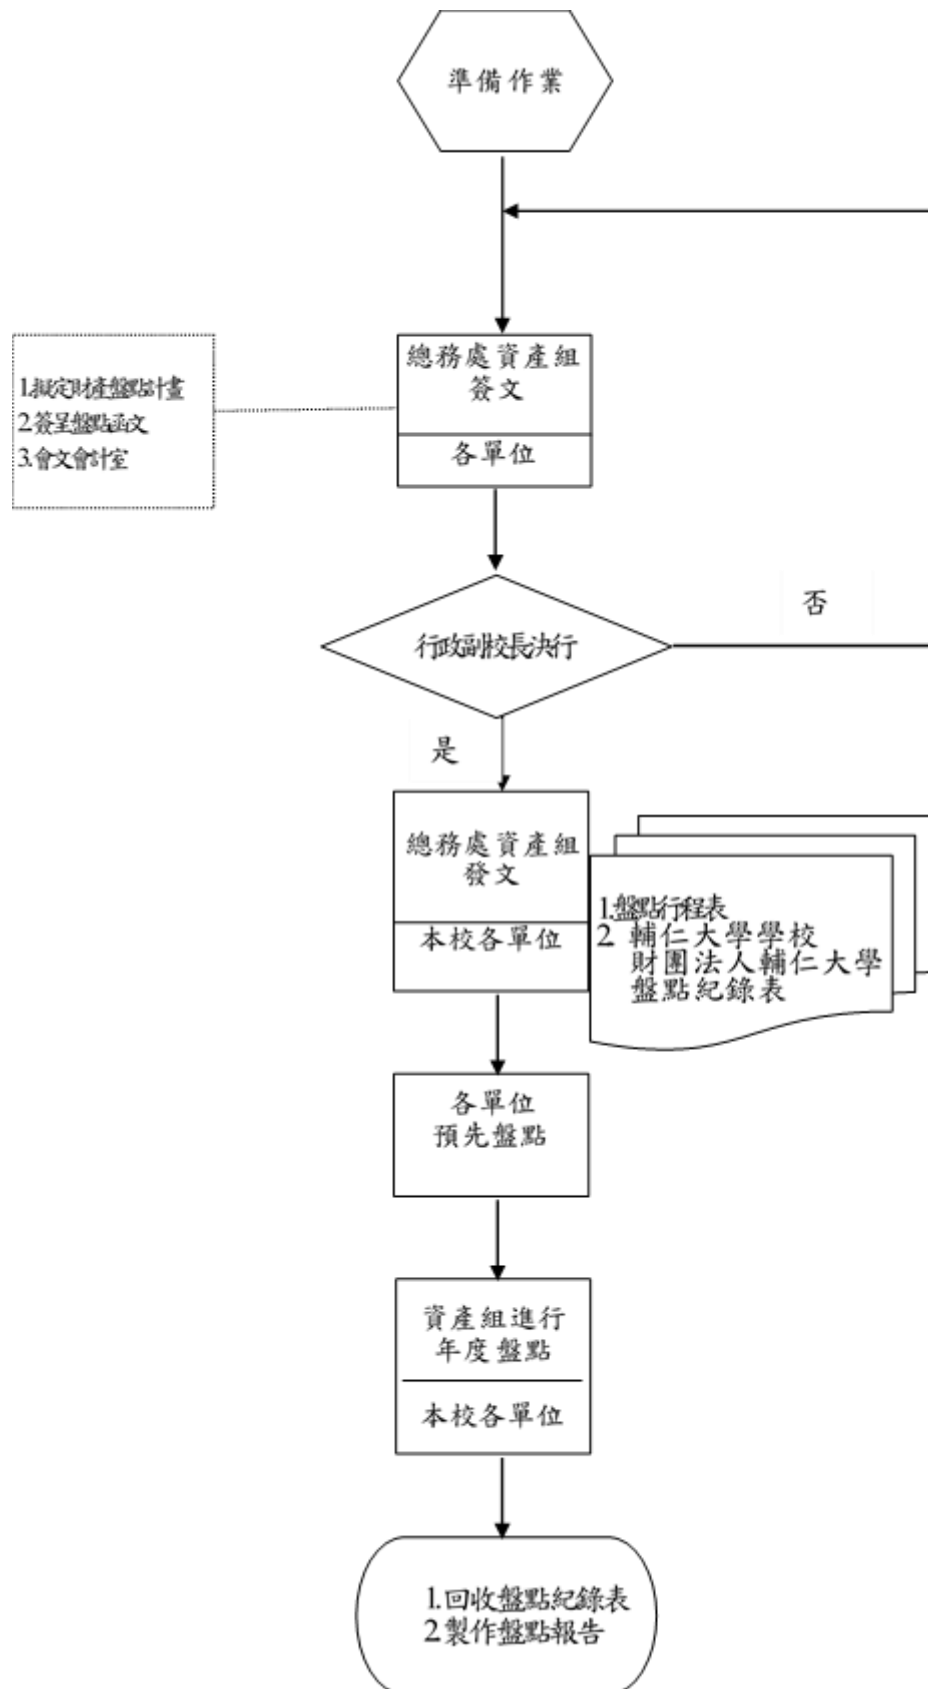 準備作業
總務處資產組
簽文
各單位
1.擬定財產盤點計畫
2.簽呈盤點函文
3.會文會計室
行政副校長決行
否
是
總務處資產組
發文
本校各單位
1.盤點行程表
2. 輔仁大學學校
財團法人輔仁大學
盤點紀錄表
各單位
預先盤點
資產組進行
年度盤點
本校各單位
1.回收盤點紀錄表
2.製作盤點報告